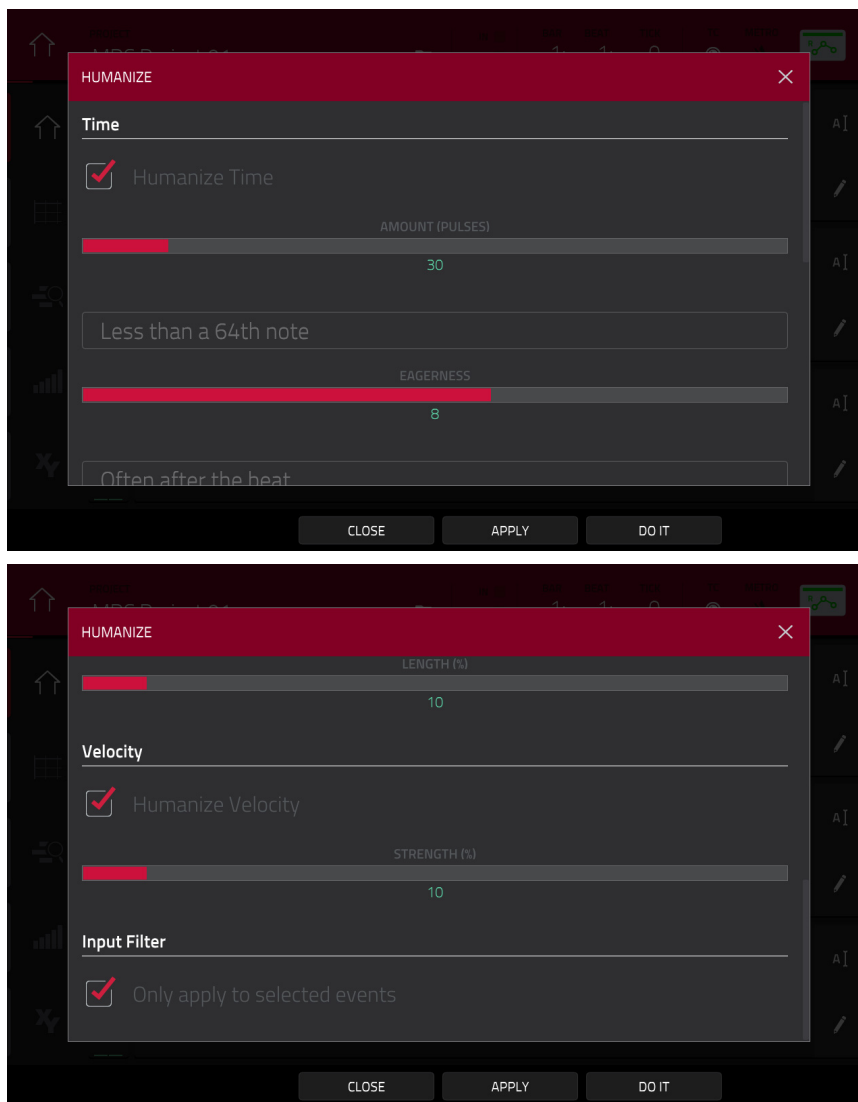 HUMANIZE
Time
Humanize Time
AMOUNT (PULSES)
30
Less than a 64th note
EAGERNESS
8
Often after the beat
CLOSE APPLY DO IT
HUMANIZE
LENGTH (%)
10
Velocity
Humanize Velocity
STRENGTH (%)
10
Input Filter
Only apply to selected events
CLOSE APPLY DO IT